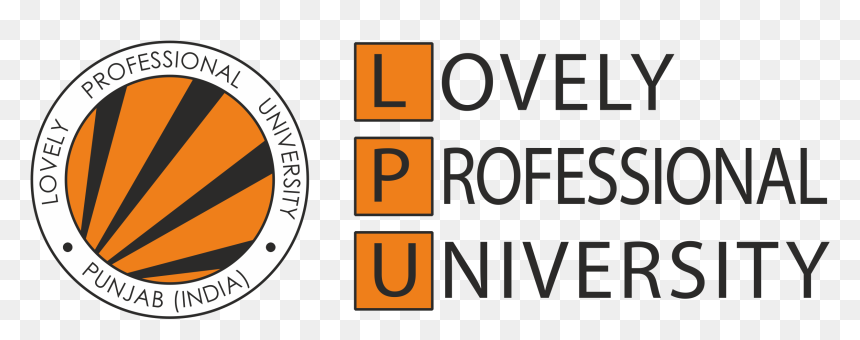 LOVELY PROFESSIONAL UNIVERSITY
PUNJAB (INDIA)
LOVELY
PROFESSIONAL
UNIVERSITY